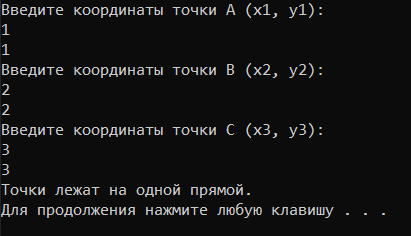 Введите координаты точки A (x1, y1):
1
1
Введите координаты точки B (x2, y2):
2
2
Введите координаты точки C (x3, y3):
3
3
Точки лежат на одной прямой.
Для продолжения нажмите любую клавишу . . .